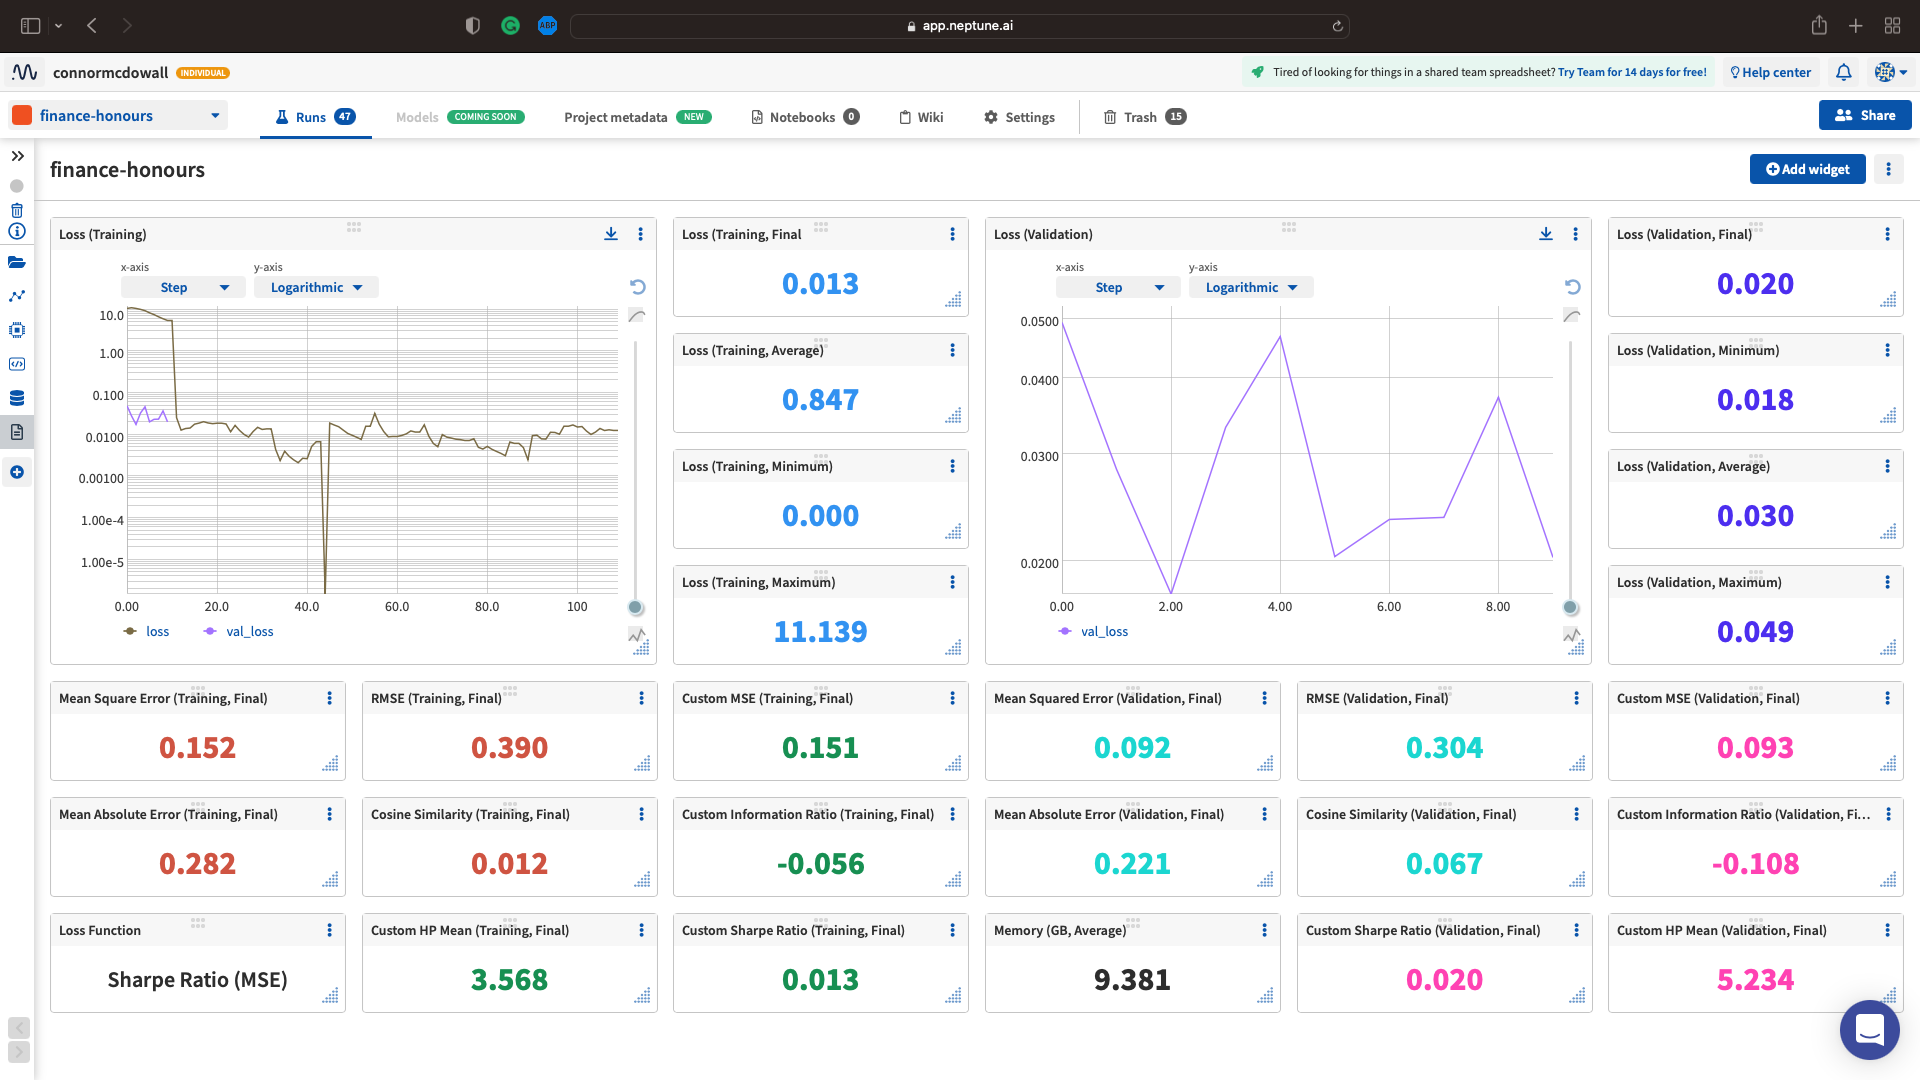 app.neptune.ai
connormcdowall INDIVIDUAL
Tired of looking for things in a shared team spreadsheet? Try Team for 14 days for free!
Help center
finance-honours
Runs 47
Models COMING SOON
Project metadata NEW
Notebooks 0
Wiki
Settings
Trash 15
Share
finance-honours
Add widget
Loss (Training)
x-axis
y-axis
Step
Logarithmic
10.0
1.00
0.100
0.0100
0.00100
1.00e-4
1.00e-5
0.00 20.0 40.0 60.0 80.0 100
loss val_loss
Loss (Training, Final
0.013
Loss (Training, Average)
0.847
Loss (Training, Minimum)
0.000
Loss (Training, Maximum)
11.139
Loss (Validation)
x-axis
y-axis
Step
Logarithmic
0.0500
0.0400
0.0300
0.0200
0.00 2.00 4.00 6.00 8.00
val_loss
Loss (Validation, Final)
0.020
Loss (Validation, Minimum)
0.018
Loss (Validation, Average)
0.030
Loss (Validation, Maximum)
0.049
Mean Square Error (Training, Final)
0.152
RMSE (Training, Final)
0.390
Custom MSE (Training, Final)
0.151
Mean Squared Error (Validation, Final)
0.092
RMSE (Validation, Final)
0.304
Custom MSE (Validation, Final)
0.093
Mean Absolute Error (Training, Final)
0.282
Cosine Similarity (Training, Final)
0.012
Custom Information Ratio (Training, Final)
-0.056
Mean Absolute Error (Validation, Final)
0.221
Cosine Similarity (Validation, Final)
0.067
Custom Information Ratio (Validation, Fi...
-0.108
Loss Function
Sharpe Ratio (MSE)
Custom HP Mean (Training, Final)
3.568
Custom Sharpe Ratio (Training, Final)
0.013
Memory (GB, Average)
9.381
Custom Sharpe Ratio (Validation, Final)
0.020
Custom HP Mean (Validation, Final)
5.234